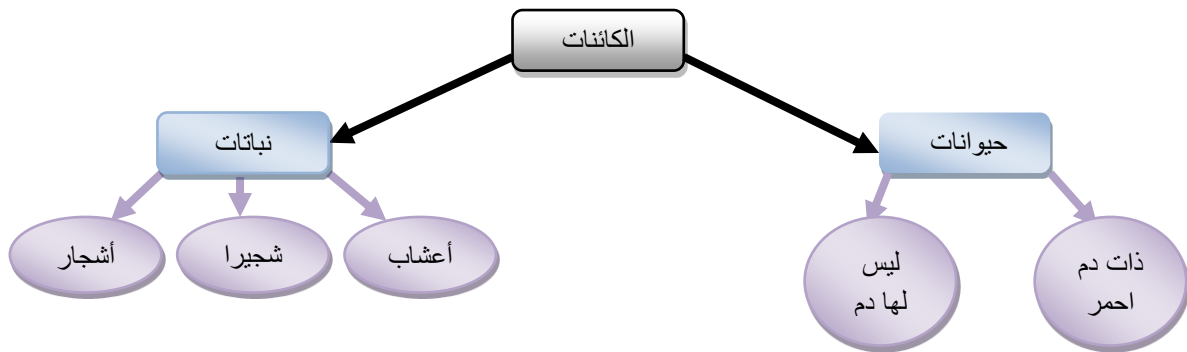 الكائنات
حيوانات
نباتات
ذات دم
احمر
ليس
لها دم
أعشاب
شجيرا
أشجار